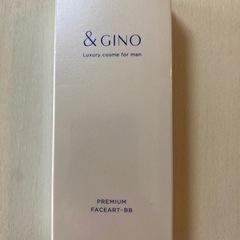 & GINO
Luxury cosme for men
PREMIUM
FACEART-BB